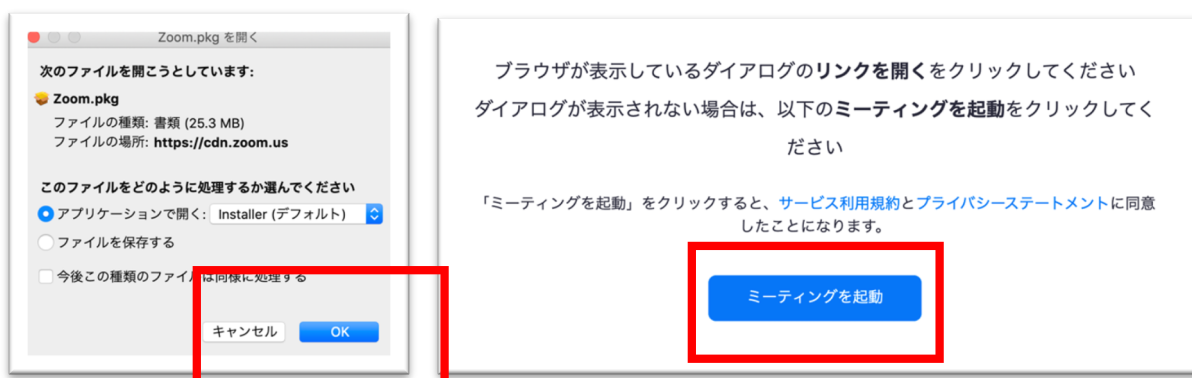 Zoom.pkg を開く
次のファイルを開こうとしています:
Zoom.pkg
ファイルの種類: 書類 (25.3 MB)
ファイルの場所: https://cdn.zoom.us
このファイルをどのように処理するか選んでください
アプリケーションで開く: Installer (デフォルト)
ファイルを保存する
今後この種類のファイルは同様に処理する
キャンセル
OK
ブラウザが表示しているダイアログのリンクを開くをクリックしてください
ダイアログが表示されない場合は、以下のミーティングを起動をクリックしてく
ださい
「ミーティングを起動」をクリックすると、サービス利用規約とプライバシーステートメントに同意
したことになります。
ミーティングを起動